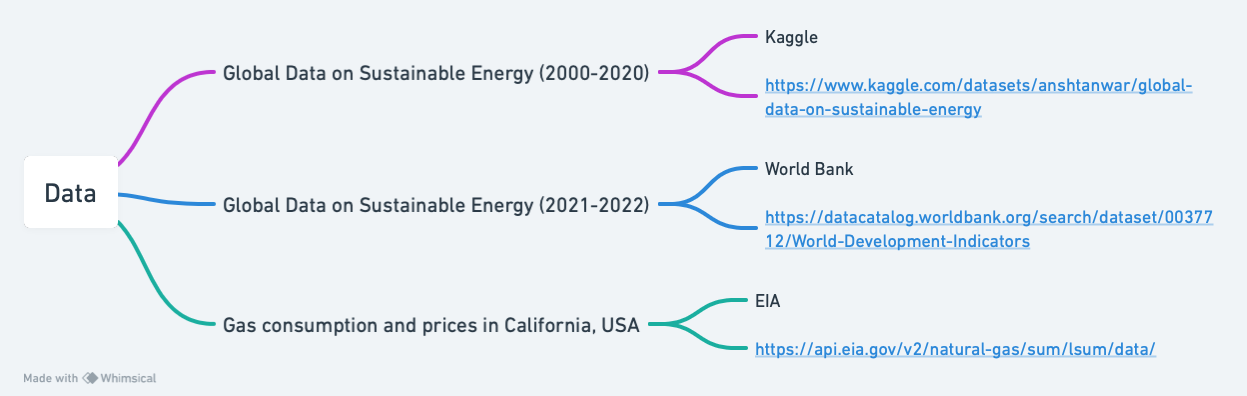 Data
Global Data on Sustainable Energy (2000-2020)
Kaggle
https://www.kaggle.com/datasets/anshtanwar/global-
data-on-sustainable-energy
Global Data on Sustainable Energy (2021-2022)
World Bank
https://datacatalog.worldbank.org/search/dataset/00377
12/World-Development-Indicators
Gas consumption and prices in California, USA
EIA
https://api.eia.gov/v2/natural-gas/sum/lsum/data/
Made with Whimsical